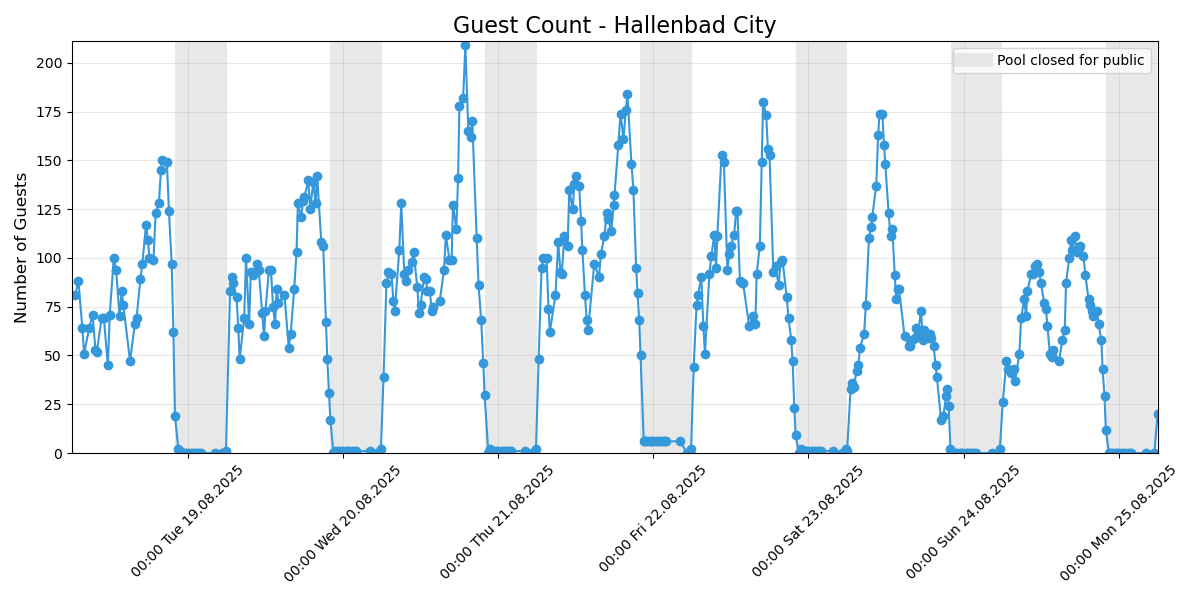 Guest Count - Hallenbad City
Pool closed for public
Number of Guests
200
175
150
125
100
75
50
25
0
00:00 Tue 19.08.2025
00:00 Wed 20.08.2025
00:00 Thu 21.08.2025
00:00 Fri 22.08.2025
00:00 Sat 23.08.2025
00:00 Sun 24.08.2025
00:00 Mon 25.08.2025